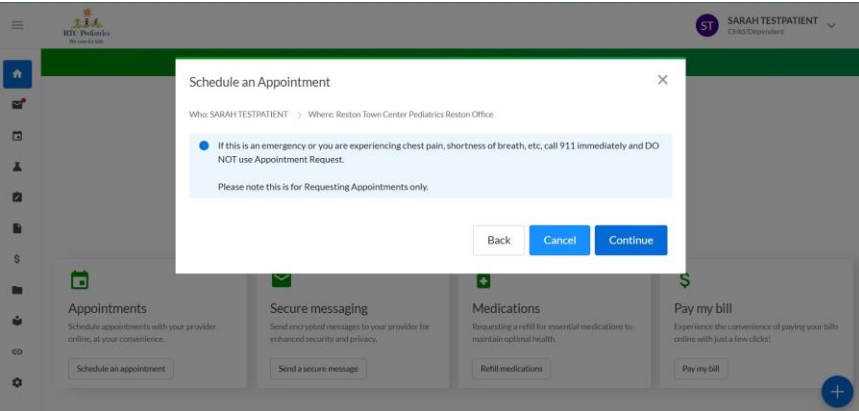 RTC Pediatrics
We care for kids
ST
SARAH TESTPATIENT
Child/Dependent
Schedule an Appointment
Who: SARAH TESTPATIENT > Where: Reston Town Center Pediatrics Reston Office
If this is an emergency or you are experiencing chest pain, shortness of breath, etc, call 911 immediately and DO
NOT use Appointment Request.
Please note this is for Requesting Appointments only.
Back
Cancel
Continue
Appointments
Schedule appointments with your provider
online, at your convenience.
Schedule an appointment
Secure messaging
Send encrypted messages to your provider for
enhanced security and privacy.
Send a secure message
Medications
Requesting a refill for essential medications to
maintain optimal health.
Refill medications
Pay my bill
Experience the convenience of paying your bills
online with just a few clicks!
Pay my bill